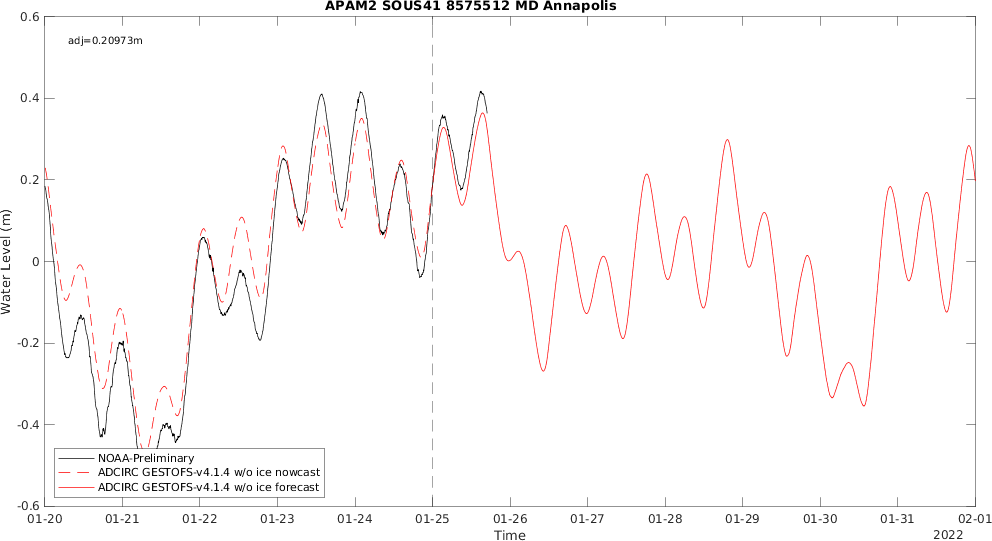 APAM2 SOUS41 8575512 MD Annapolis
0.6
adj=0.20973m
0.4
0.2
0
-0.2
-0.4
-0.6
Water Level (m)
NOAA-Preliminary
ADCIRC GESTOFS-v4.1.4 w/o ice nowcast
ADCIRC GESTOFS-v4.1.4 w/o ice forecast
01-20 01-21 01-22 01-23 01-24 01-25 01-26 01-27 01-28 01-29 01-30 01-31 02-01
Time
2022